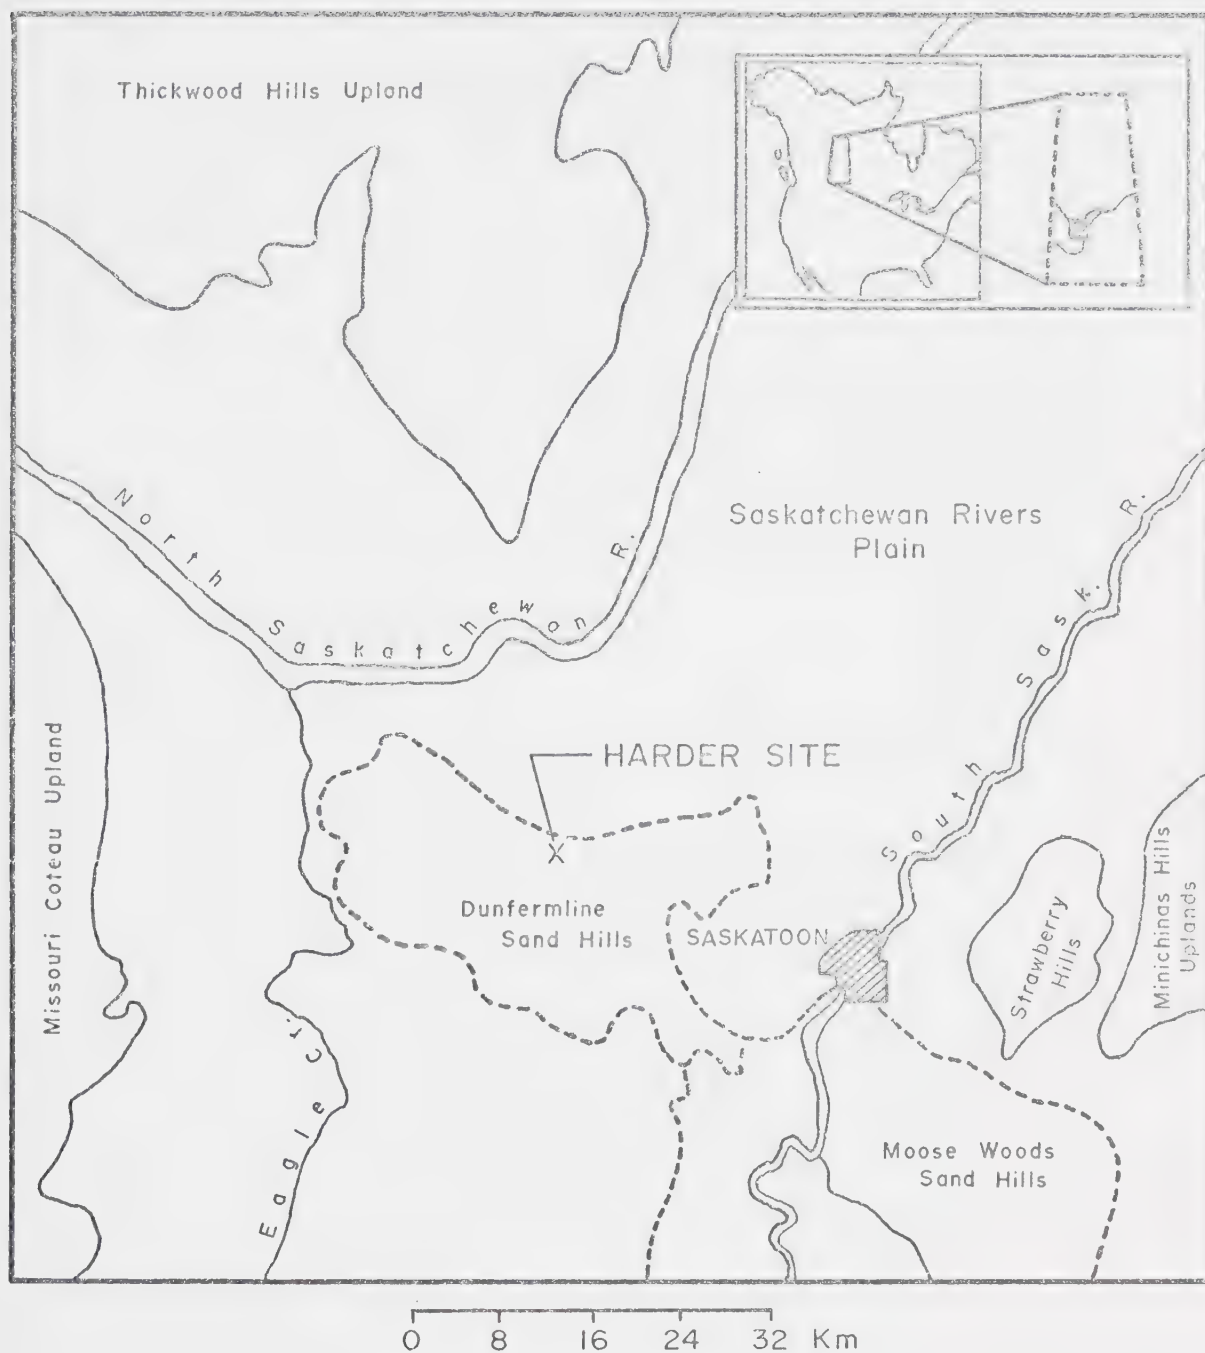 Thickwood Hills Upland
North Saskatchewan R.
Saskatchewan Rivers
Plain
South Sask. R.
HARDER SITE
Missouri Coteau Upland
Dunfermline
Sand Hills
SASKATOON
Strawberry
Hills
Minichinas Hills
Uplands
Eagle Cr.
Moose Woods
Sand Hills
0 8 16 24 32 Km